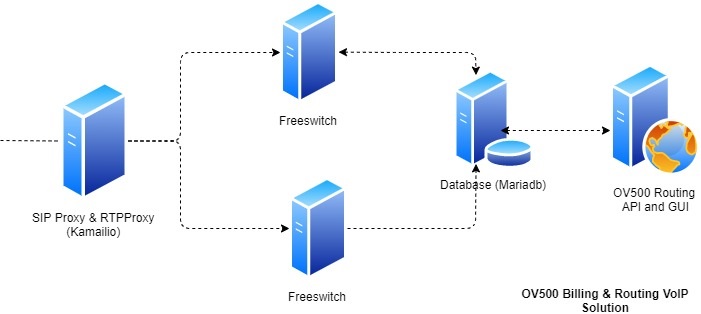 Freeswitch
SIP Proxy & RTPProxy
(Kamailio)
Database (Mariadb)
OV500 Routing
API and GUI
Freeswitch
OV500 Billing & Routing VoIP
Solution